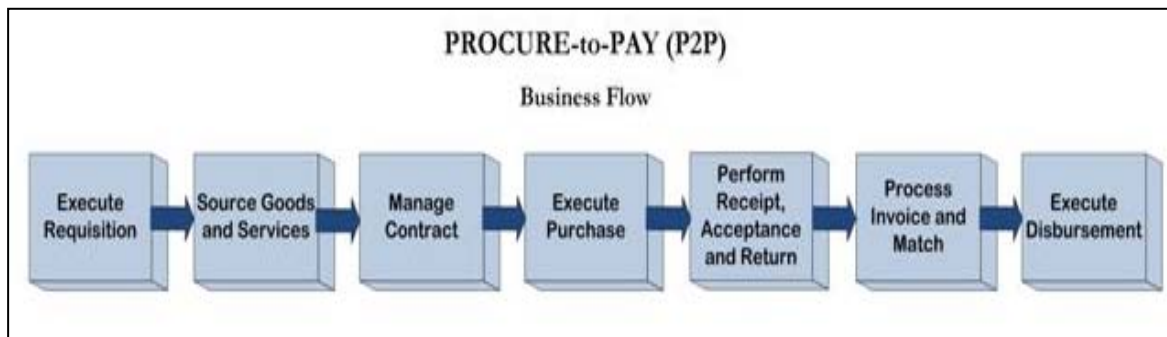 PROCURE-to-PAY (P2P)
Business Flow
Execute
Requisition
Source Goods
and Services
Manage
Contract
Execute
Purchase
Perform
Receipt,
Acceptance
and Return
Process
Invoice and
Match
Execute
Disbursement